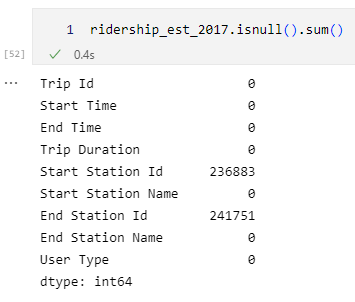 1 ridership_est_2017.isnull().sum()
[52] ✓ 0.4s
... Trip Id 0
Start Time 0
End Time 0
Trip Duration 0
Start Station Id 236883
Start Station Name 0
End Station Id 241751
End Station Name 0
User Type 0
dtype: int64